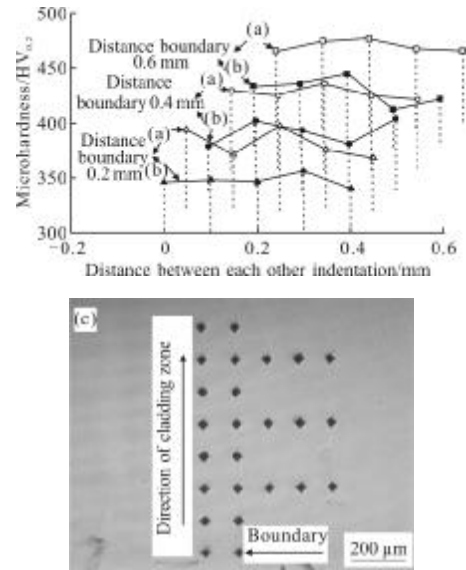 Microhardness/HV0.2
500
450
400
350
300
Distance boundary
0.6 mm
(a)
(b)
Distance
boundary 0.4 mm
(a)
(b)
Distance
boundary
0.2 mm
(a)
(b)
-0.2
0
0.2
0.4
0.6
Distance between each other indentation/mm
(c)
Direction of cladding zone
Boundary
200 μm